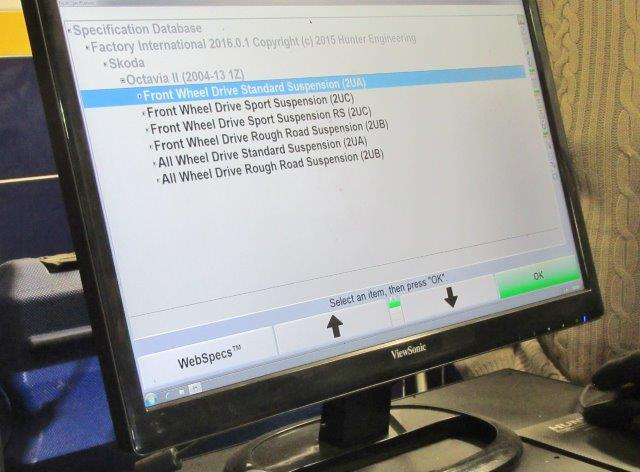 Specification Database
Factory International 2016.0.1 Copyright (c) 2015 Hunter Engineering
Skoda
Octavia II (2004-13 1Z)
Front Wheel Drive Standard Suspension (2UA)
Front Wheel Drive Sport Suspension (2UC)
Front Wheel Drive Sport Suspension RS (2UC)
Front Wheel Drive Rough Road Suspension (2UB)
All Wheel Drive Standard Suspension (2UA)
All Wheel Drive Rough Road Suspension (2UB)
Select an item, then press "OK"
WebSpecs™
OK
ViewSonic